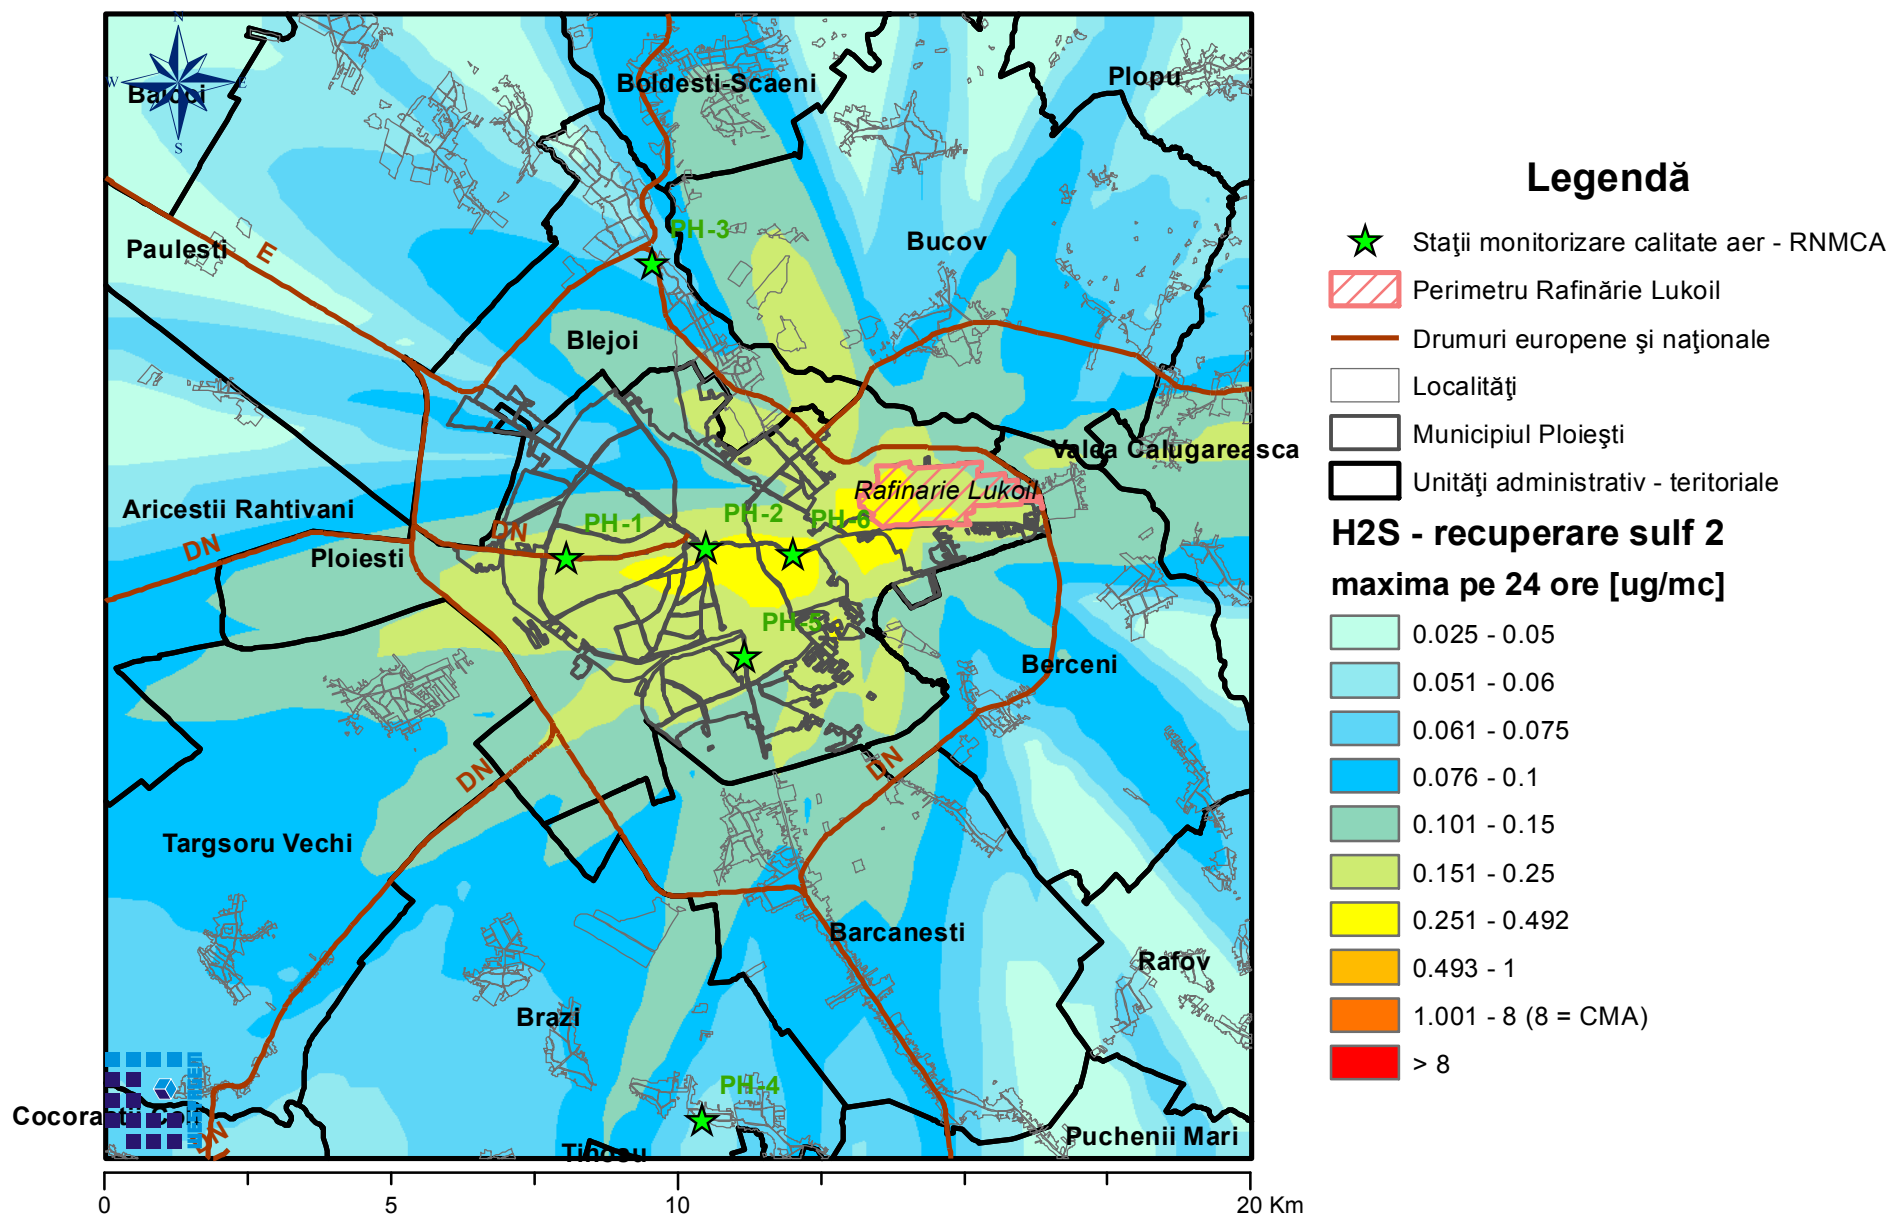 N
W
E
S
Baicoi
Boldesti-Scaeni
Plopu
PH-3
Paulesti
E
Bucov
Blejoi
Valea Calugareasca
Rafinarie Lukoil
Aricestii Rahtivani
DN
DN
PH-1
PH-2
PH-6
Ploiesti
PH-5
Berceni
DN
DN
Targsoru Vechi
Barcanesti
Rafov
Brazi
PH-4
DN
Puchenii Mari
Tinosu
0
5
10
20 Km
Legendă
Staţii monitorizare calitate aer - RNMCA
Perimetru Rafinărie Lukoil
Drumuri europene şi naţionale
Localităţi
Municipiul Ploieşti
Unităţi administrativ - teritoriale
H2S - recuperare sulf 2
maxima pe 24 ore [ug/mc]
0.025 - 0.05
0.051 - 0.06
0.061 - 0.075
0.076 - 0.1
0.101 - 0.15
0.151 - 0.25
0.251 - 0.492
0.493 - 1
1.001 - 8 (8 = CMA)
> 8